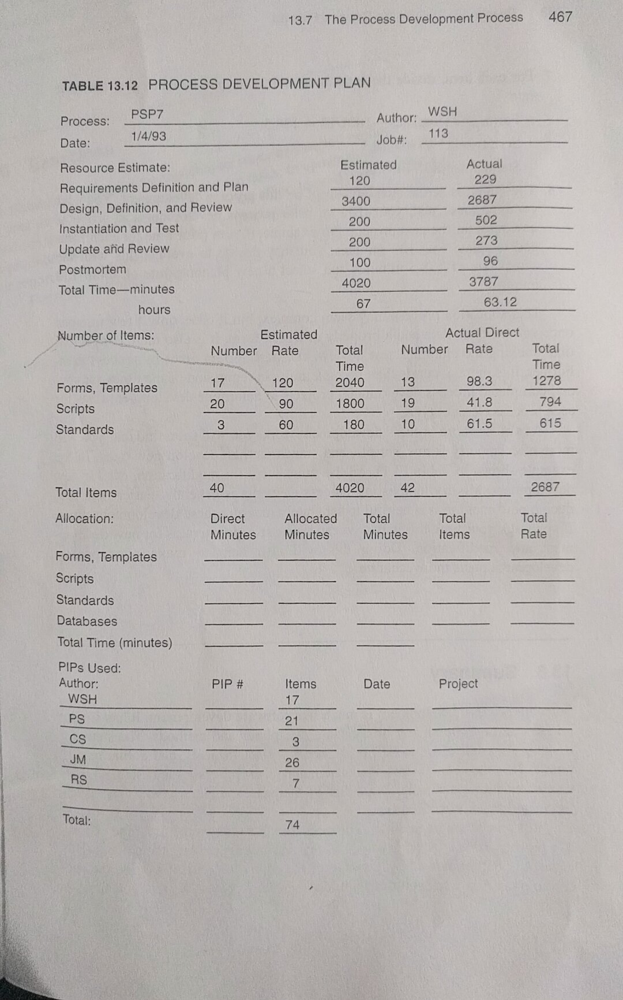 13.7 The Process Development Process 467
TABLE 13.12 PROCESS DEVELOPMENT PLAN
Process: PSP7 Author: WSH
Date: 1/4/93 Job#: 113
Resource Estimate: Estimated Actual
Requirements Definition and Plan 120 229
Design, Definition, and Review 3400 2687
Instantiation and Test 200 502
Update and Review 200 273
Postmortem 100 96
Total Time—minutes 4020 3787
hours 67 63.12
Number of Items: Estimated Actual Direct
Number Rate Total Number Rate Total
Time Time
Forms, Templates 17 120 2040 13 98.3 1278
Scripts 20 90 1800 19 41.8 794
Standards 3 60 180 10 61.5 615
Total Items 40 4020 42 2687
Allocation: Direct Allocated Total Total Total
Minutes Minutes Minutes Items Rate
Forms, Templates
Scripts
Standards
Databases
Total Time (minutes)
PIPs Used:
Author: PIP # Items Date Project
WSH 17
PS 21
CS 3
JM 26
RS 7
Total: 74